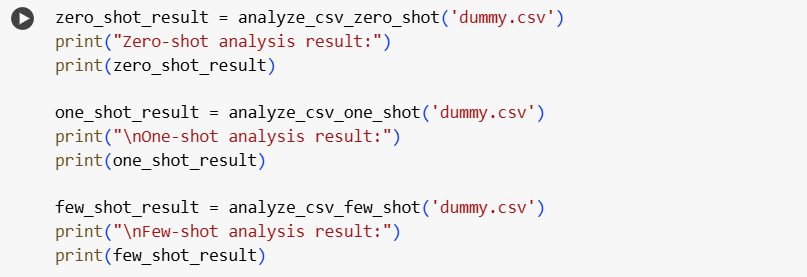 zero_shot_result = analyze_csv_zero_shot('dummy.csv')
print("Zero-shot analysis result:")
print(zero_shot_result)
one_shot_result = analyze_csv_one_shot('dummy.csv')
print("\nOne-shot analysis result:")
print(one_shot_result)
few_shot_result = analyze_csv_few_shot('dummy.csv')
print("\nFew-shot analysis result:")
print(few_shot_result)